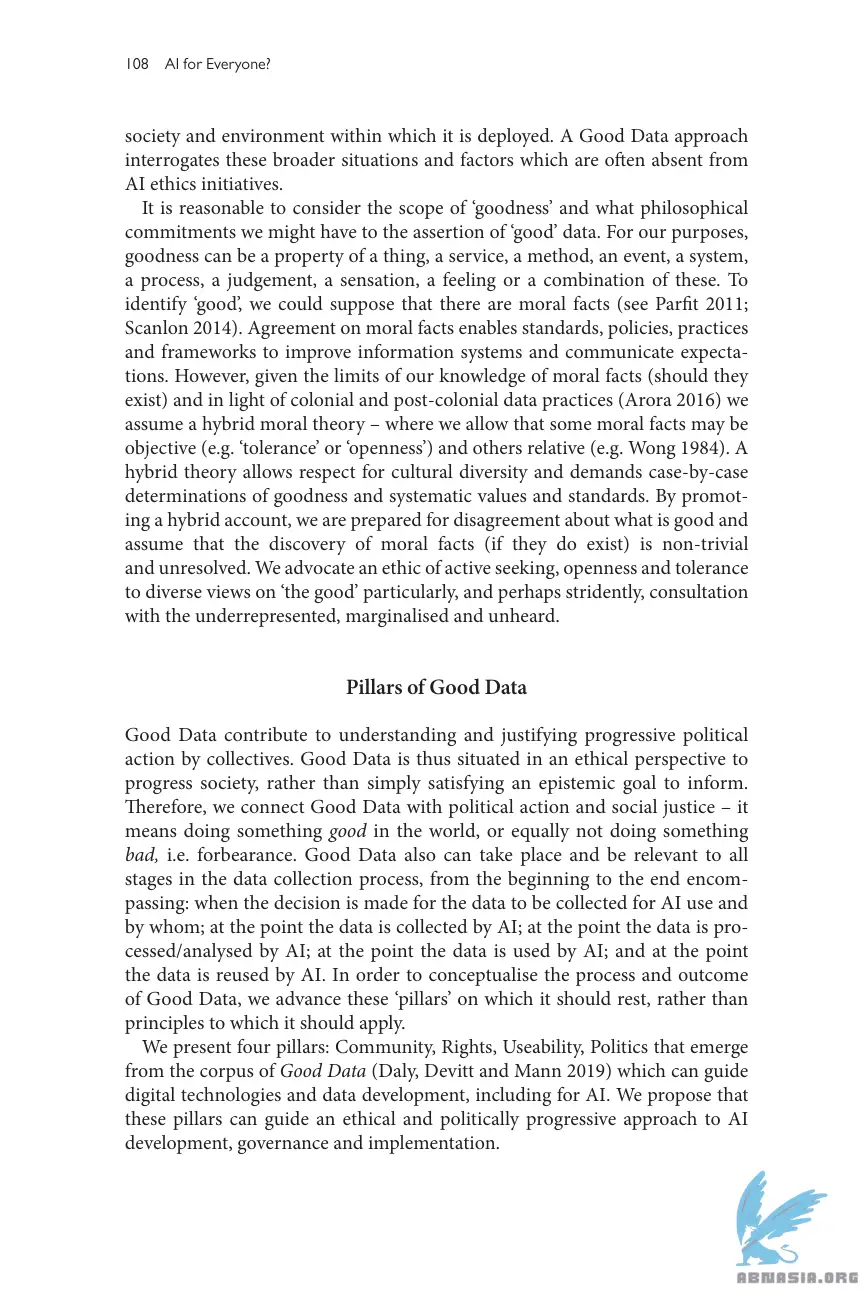 108 AI for Everyone?
society and environment within which it is deployed. A Good Data approach
interrogates these broader situations and factors which are often absent from
AI ethics initiatives.
It is reasonable to consider the scope of ‘goodness’ and what philosophical
commitments we might have to the assertion of ‘good’ data. For our purposes,
goodness can be a property of a thing, a service, a method, an event, a system,
a process, a judgement, a sensation, a feeling or a combination of these. To
identify ‘good’, we could suppose that there are moral facts (see Parfit 2011;
Scanlon 2014). Agreement on moral facts enables standards, policies, practices
and frameworks to improve information systems and communicate expecta-
tions. However, given the limits of our knowledge of moral facts (should they
exist) and in light of colonial and post-colonial data practices (Arora 2016) we
assume a hybrid moral theory – where we allow that some moral facts may be
objective (e.g. ‘tolerance’ or ‘openness’) and others relative (e.g. Wong 1984). A
hybrid theory allows respect for cultural diversity and demands case-by-case
determinations of goodness and systematic values and standards. By promot-
ing a hybrid account, we are prepared for disagreement about what is good and
assume that the discovery of moral facts (if they do exist) is non-trivial
and unresolved. We advocate an ethic of active seeking, openness and tolerance
to diverse views on ‘the good’ particularly, and perhaps stridently, consultation
with the underrepresented, marginalised and unheard.
Pillars of Good Data
Good Data contribute to understanding and justifying progressive political
action by collectives. Good Data is thus situated in an ethical perspective to
progress society, rather than simply satisfying an epistemic goal to inform.
Therefore, we connect Good Data with political action and social justice – it
means doing something good in the world, or equally not doing something
bad, i.e. forbearance. Good Data also can take place and be relevant to all
stages in the data collection process, from the beginning to the end encom-
passing: when the decision is made for the data to be collected for AI use and
by whom; at the point the data is collected by AI; at the point the data is pro-
cessed/analysed by AI; at the point the data is used by AI; and at the point
the data is reused by AI. In order to conceptualise the process and outcome
of Good Data, we advance these ‘pillars’ on which it should rest, rather than
principles to which it should apply.
We present four pillars: Community, Rights, Useability, Politics that emerge
from the corpus of Good Data (Daly, Devitt and Mann 2019) which can guide
digital technologies and data development, including for AI. We propose that
these pillars can guide an ethical and politically progressive approach to AI
development, governance and implementation.
ABNASIA.ORG